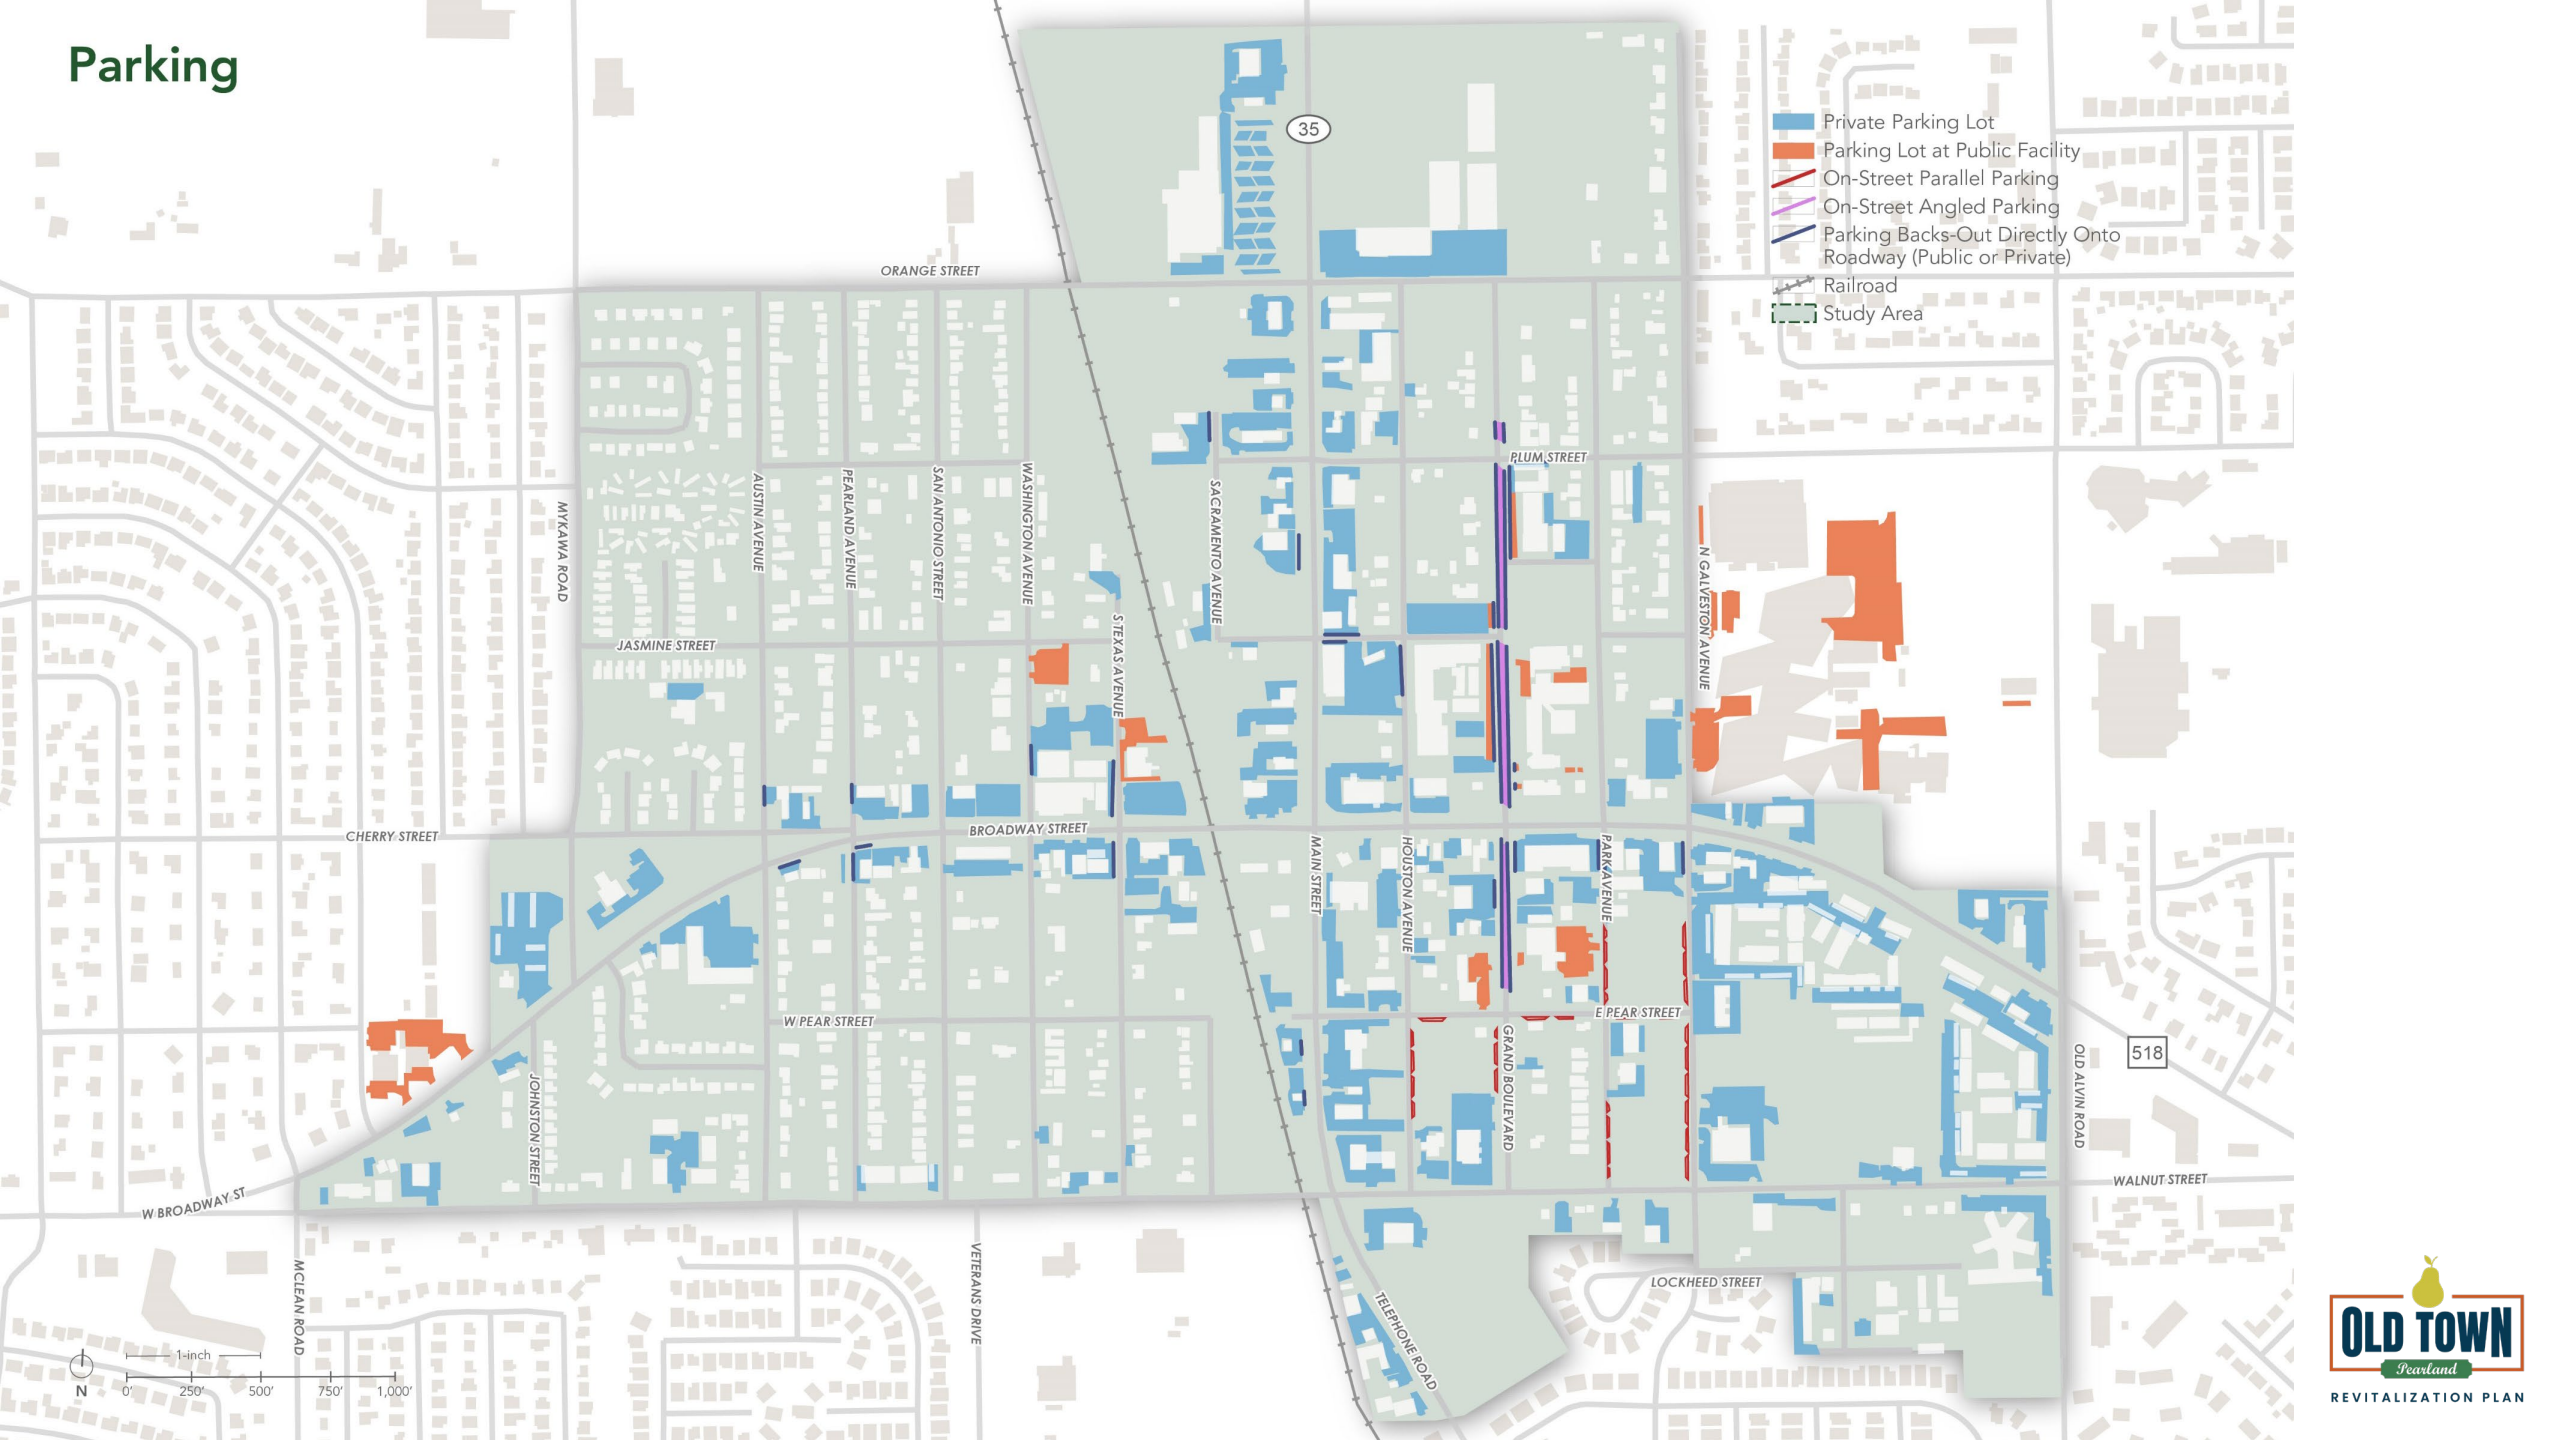 Parking
35
Private Parking Lot
Parking Lot at Public Facility
On-Street Parallel Parking
On-Street Angled Parking
Parking Backs-Out Directly Onto
Roadway (Public or Private)
Railroad
Study Area
ORANGE STREET
PLUM STREET
MYKAWA ROAD
AUSTIN AVENUE
PEARLAND AVENUE
SAN ANTONIO STREET
WASHINGTON AVENUE
SACRAMENTO AVENUE
N GALVESTON AVENUE
S TEXAS AVENUE
JASMINE STREET
CHERRY STREET
BROADWAY STREET
MAIN STREET
HOUSTON AVENUE
PARK AVENUE
W PEAR STREET
E PEAR STREET
GRAND BOULEVARD
JOHNSTON STREET
518
OLD ALVIN ROAD
WALNUT STREET
W BROADWAY ST
MCLEAN ROAD
VETERANS DRIVE
LOCKHEED STREET
TELEPHONE ROAD
1-inch
N
0' 250' 500' 750' 1,000'
OLD TOWN
Pearland
REVITALIZATION PLAN